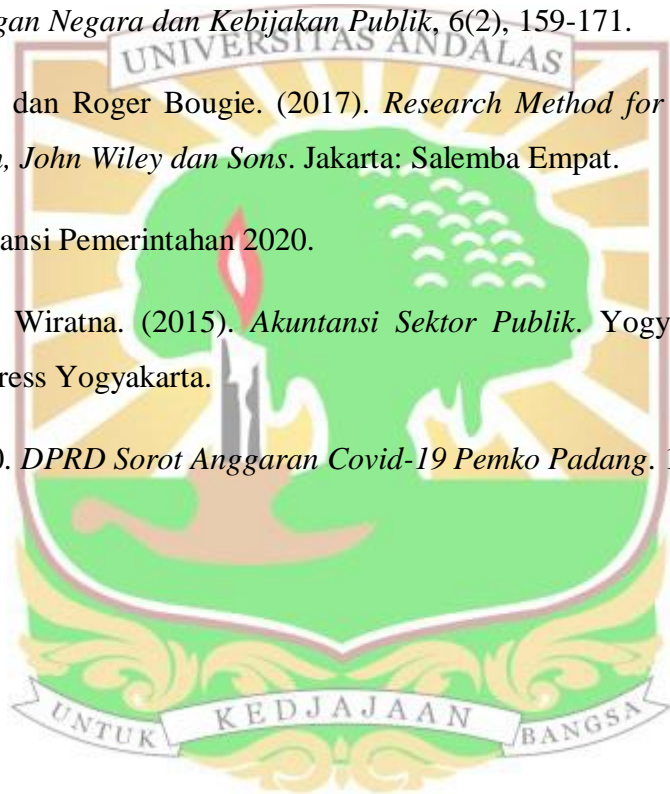 gan Negara dan Kebijakan Publik, 6(2), 159-171.
UNIVERSITAS ANDALAS
dan Roger Bougie. (2017). Research Method for
n, John Wiley dan Sons. Jakarta: Salemba Empat.
ansi Pemerintahan 2020.
Wiratna. (2015). Akuntansi Sektor Publik. Yogy
ress Yogyakarta.
0. DPRD Sorot Anggaran Covid-19 Pemko Padang. 1
UNTUK KEDJAJAAN BANGSA